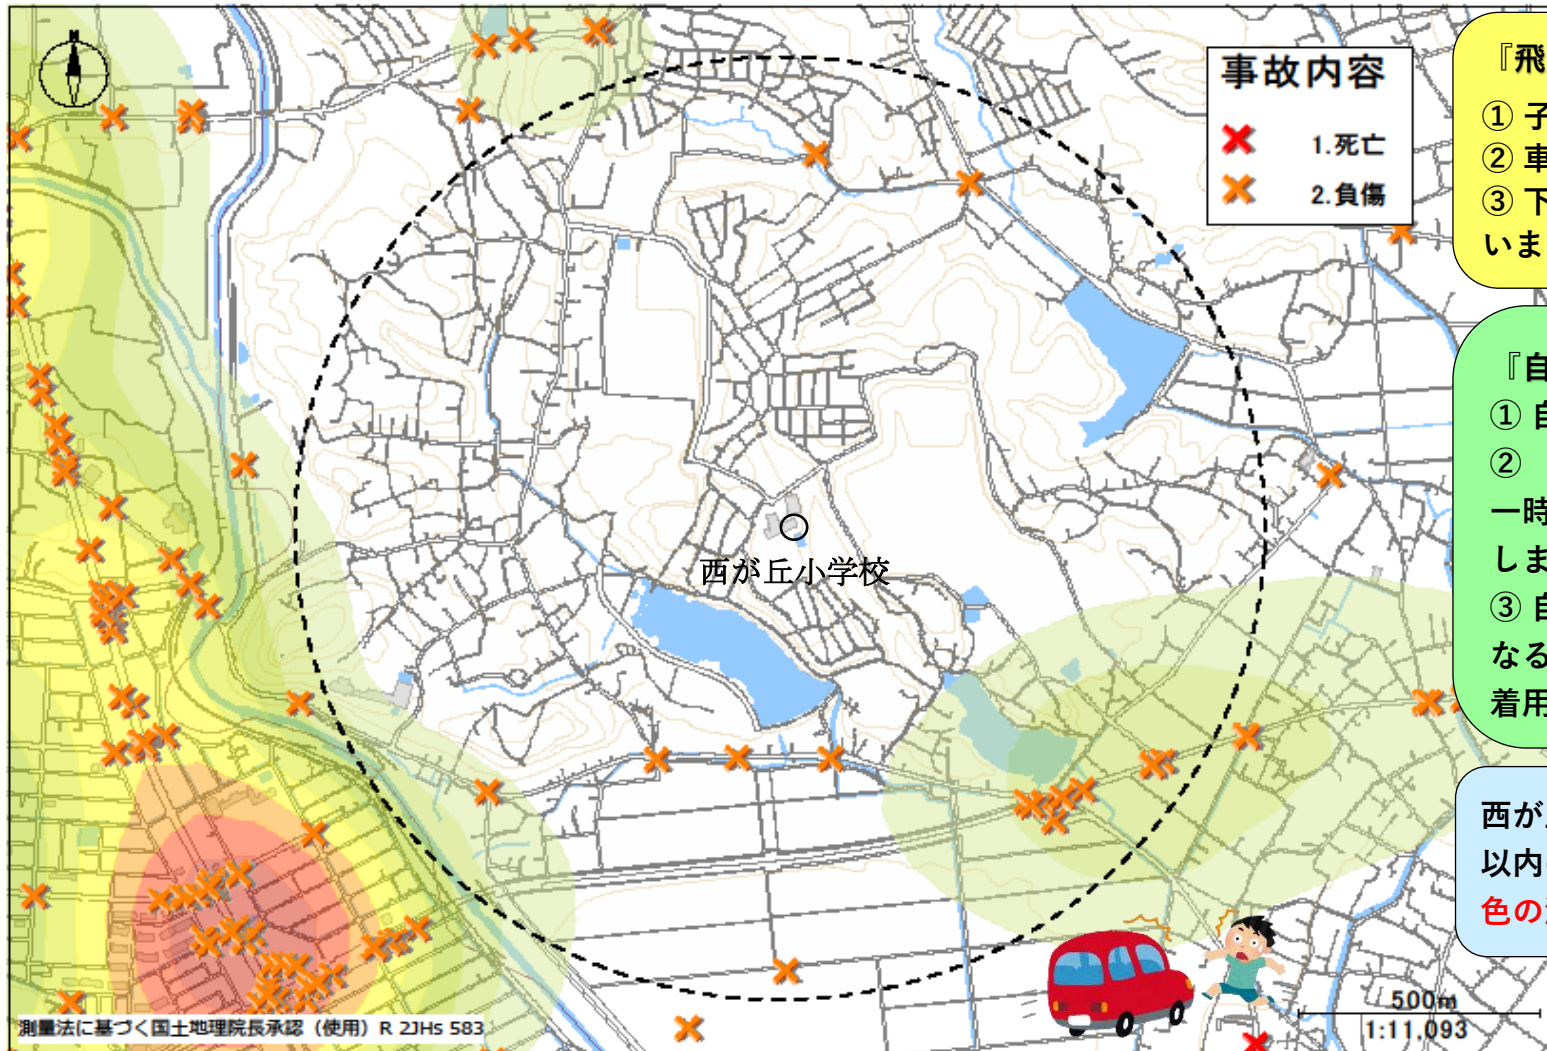 N
事故内容
1.死亡
2.負傷
『飛
① 子
② 車
③ 下
いま
『自
① 自
②
一時
しま
③ 自
なる
着用
西が
以内
色の
西が丘小学校
500m
1:11,093
測量法に基づく国土地理院長承認（使用）R 2JHs 583